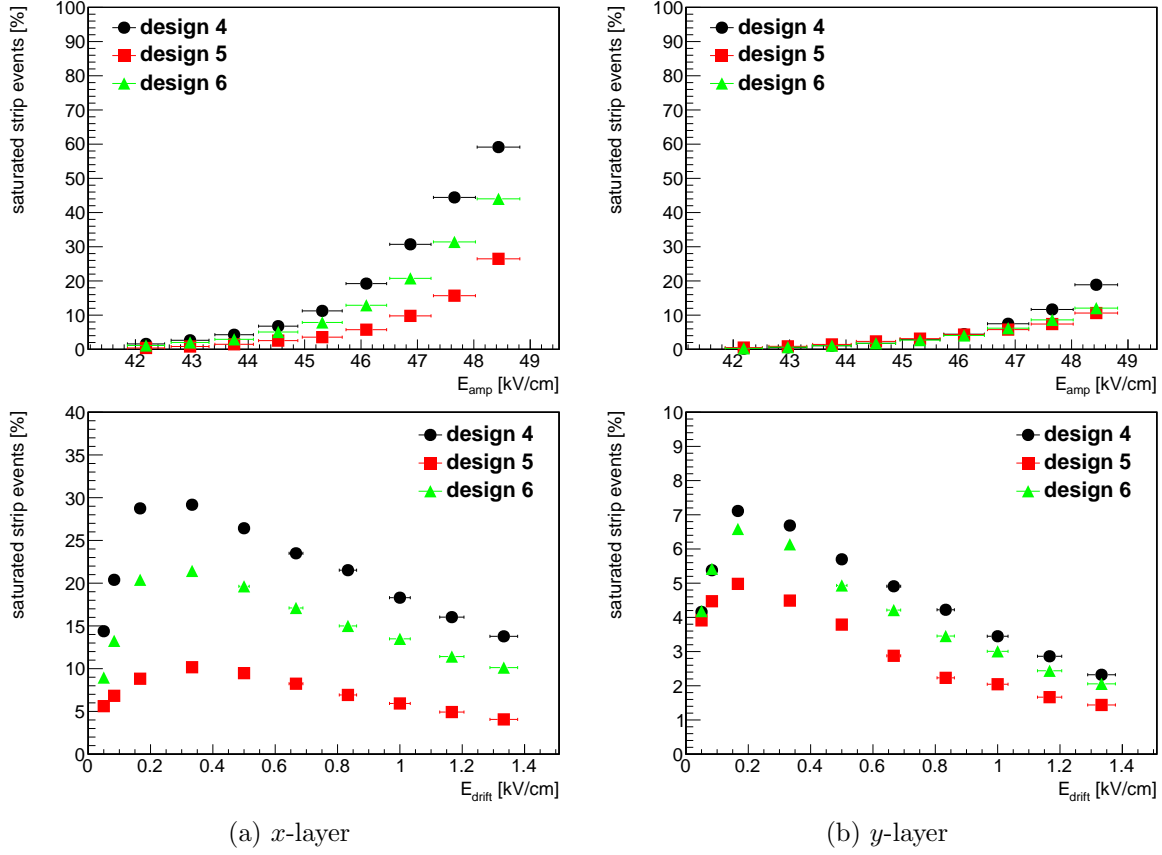 saturated strip events [%]
100
90
80
70
60
50
40
30
20
10
0
design 4
design 5
design 6
42 43 44 45 46 47 48 49
E_amp [kV/cm]
saturated strip events [%]
100
90
80
70
60
50
40
30
20
10
0
design 4
design 5
design 6
42 43 44 45 46 47 48 49
E_amp [kV/cm]
saturated strip events [%]
40
35
30
25
20
15
10
5
0
design 4
design 5
design 6
0 0.2 0.4 0.6 0.8 1 1.2 1.4
E_drift [kV/cm]
(a) x-layer
saturated strip events [%]
10
9
8
7
6
5
4
3
2
1
0
design 4
design 5
design 6
0 0.2 0.4 0.6 0.8 1 1.2 1.4
E_drift [kV/cm]
(b) y-layer